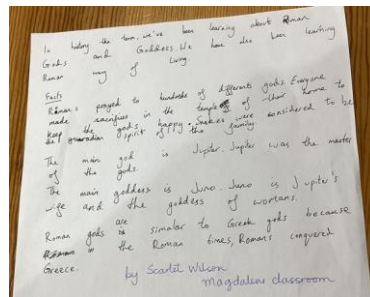 In history this term, we've been learning about Roman
Gods and Goddess. We have also been learning
Roman way of living.
Facts
Romans prayed to hundreds of different gods. Everyone
made sacrifices in the temple of their home to
keep the gods happy. Snakes were considered to be
the guardian spirit of the family
The main god is Jupiter. Jupiter was the master
of the gods.
The main goddess is Juno. Juno is Jupiter's
wife and the goddess of womans.
Roman gods are similar to Greek gods because
in the Roman times, Romans conquered
Greece.
by Scarlet Wilson
Magdalene classroom